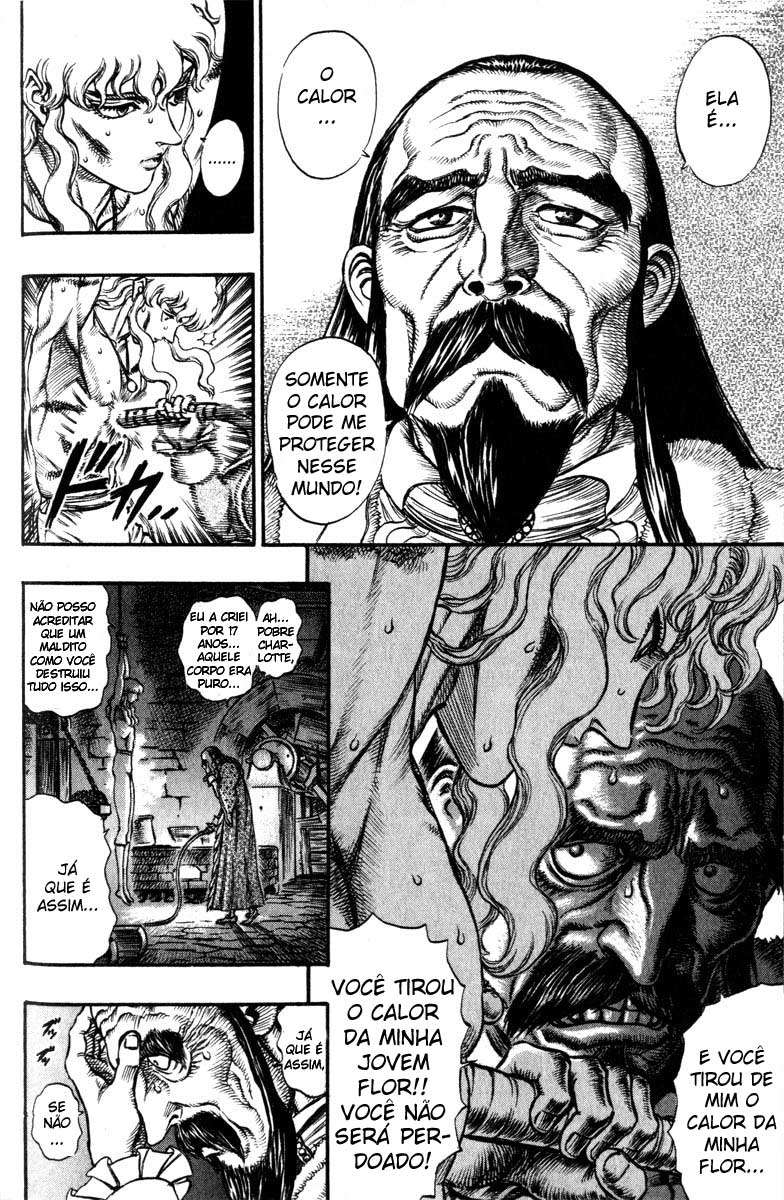 ELA
É...
O
CALOR
...
SOMENTE
O CALOR
PODE ME
PROTEGER
NESSE
MUNDO!
......
ドカッ
E VOCÊ
TIROU DE
MIM O
CALOR DA
MINHA
FLOR...
VOCÊ TIROU
O CALOR
DA MINHA
JOVEM
FLOR!!
VOCÊ NÃO
SERÁ PER-
DOADO!
AH...
POBRE
CHAR-
LOTTE,
EU A CRIEI
POR 17
ANOS...
AQUELE
CORPO ERA
PURO...
NÃO POSSO
ACREDITAR
QUE UM
MALDITO
COMO VOCÊ
DESTRUIU
TUDO ISSO...
JÁ
QUE É
ASSIM...
JÁ
QUE É
ASSIM,
SE
NÃO
...